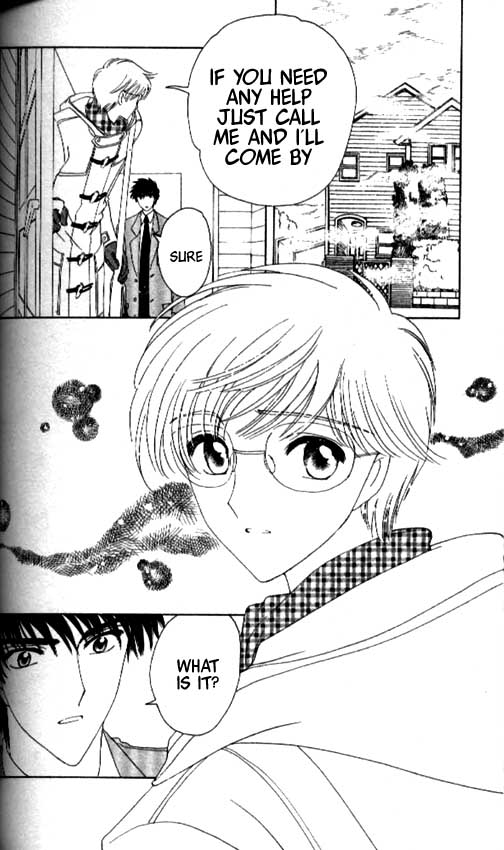 IF YOU NEED
ANY HELP
JUST CALL
ME AND I'LL
COME BY
SURE
WHAT
IS IT?